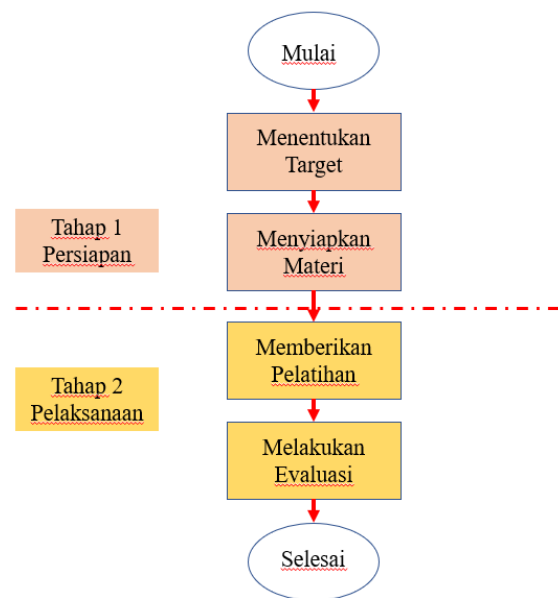 Mulai
Menentukan
Target
Tahap 1
Persiapan
Menyiapkan
Materi
Memberikan
Pelatihan
Tahap 2
Pelaksanaan
Melakukan
Evaluasi
Selesai